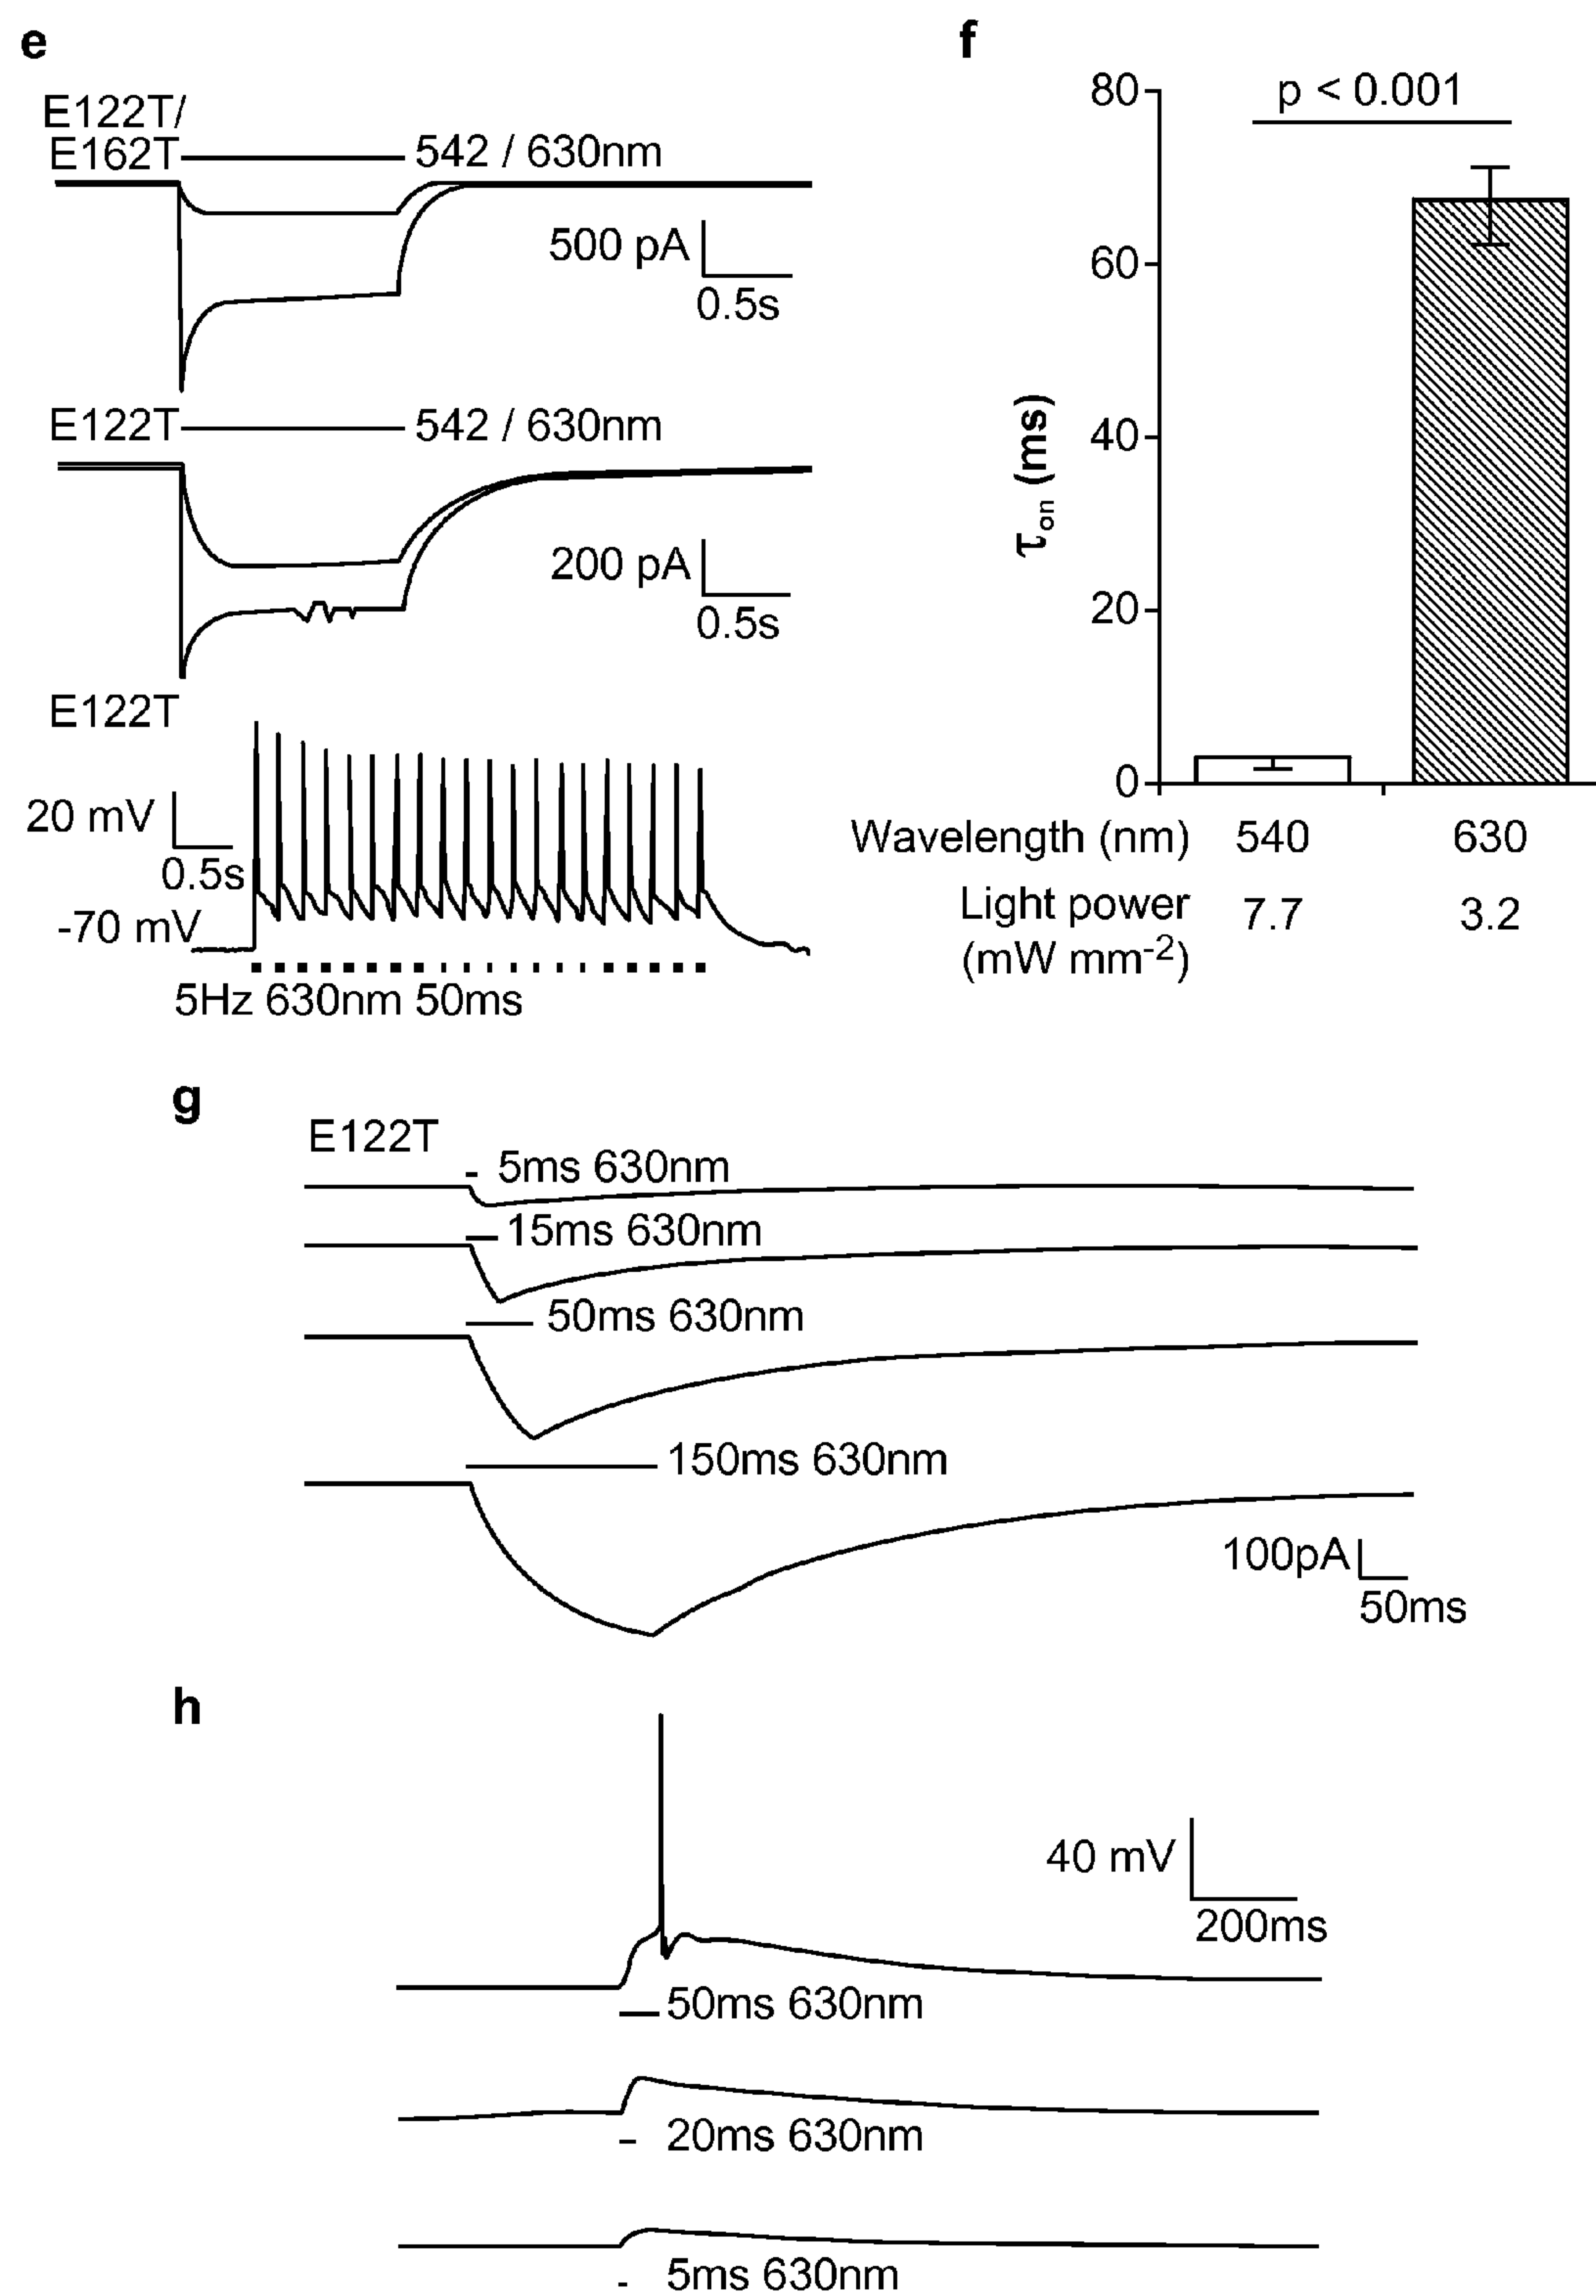 e
E122T/
E162T
542 / 630nm
500 pA
0.5s
E122T
542 / 630nm
200 pA
0.5s
E122T
20 mV
0.5s
-70 mV
5Hz 630nm 50ms
f
p < 0.001
80
60
40
20
0
τon (ms)
Wavelength (nm) 540 630
Light power 7.7 3.2
(mW mm-2)
g
E122T
5ms 630nm
15ms 630nm
50ms 630nm
150ms 630nm
100pA
50ms
h
40 mV
200ms
50ms 630nm
20ms 630nm
5ms 630nm